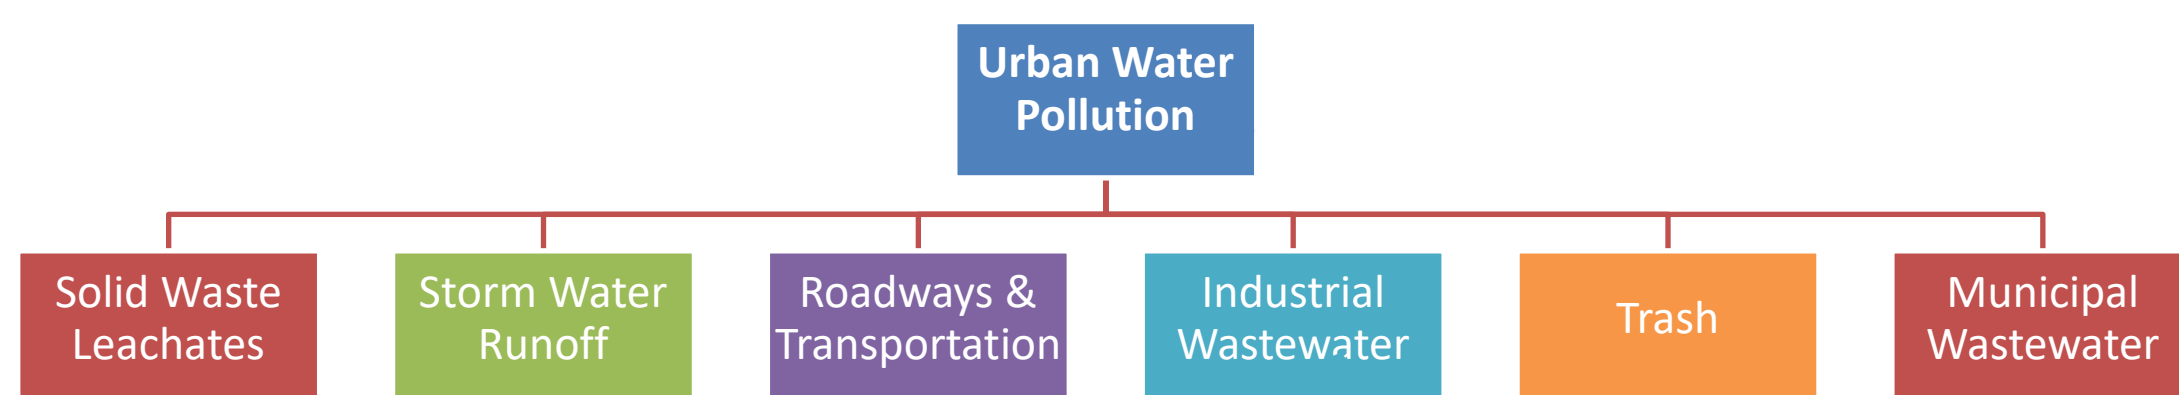 Urban Water
Pollution
Solid Waste
Leachates
Storm Water
Runoff
Roadways &
Transportation
Industrial
Wastewater
Trash
Municipal
Wastewater